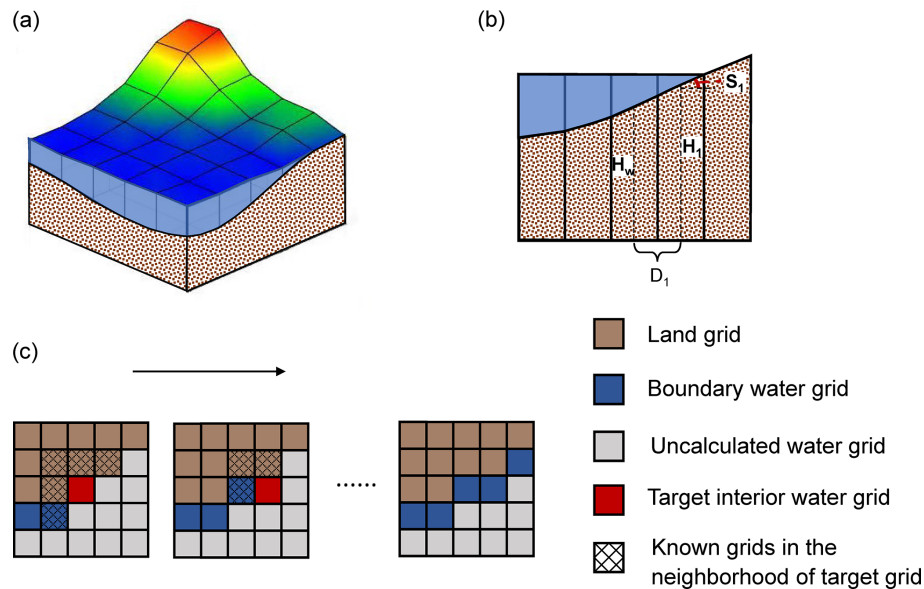 (a)
(b)
S1
H1
Hw
D1
(c)
Land grid
Boundary water grid
Uncalculated water grid
Target interior water grid
Known grids in the
neighborhood of target grid
......